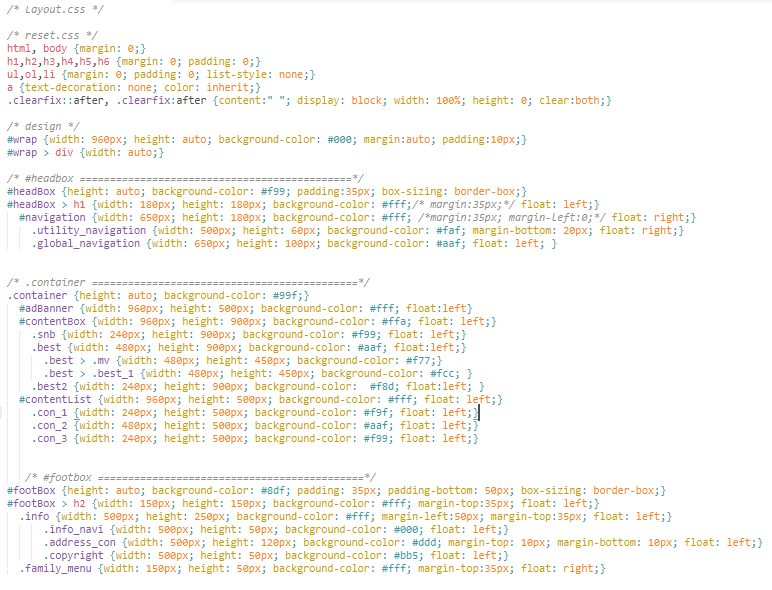 /* Layout.css */
/* reset.css */
html, body {margin: 0;}
h1,h2,h3,h4,h5,h6 {margin: 0; padding: 0;}
ul,ol,li {margin: 0; padding: 0; list-style: none;}
a {text-decoration: none; color: inherit;}
.clearfix::after, .clearfix:after {content:" "; display: block; width: 100%; height: 0; clear:both;}
/* design */
#wrap {width: 960px; height: auto; background-color: #000; margin:auto; padding:10px;}
#wrap > div {width: auto;}
/* #headbox =============================================*/
#headBox {height: auto; background-color: #f99; padding:35px; box-sizing: border-box;}
#headBox > h1 {width: 180px; height: 180px; background-color: #fff;/* margin:35px;*/ float: left;}
#navigation {width: 650px; height: 180px; background-color: #fff; /*margin:35px; margin-left:0;*/ float: right;}
.utility_navigation {width: 500px; height: 60px; background-color: #faf; margin-bottom: 20px; float: right;}
.global_navigation {width: 650px; height: 100px; background-color: #aaf; float: left; }
/* .container ============================================*/
.container {height: auto; background-color: #99f;}
#adBanner {width: 960px; height: 500px; background-color: #fff; float:left}
#contentBox {width: 960px; height: 900px; background-color: #ffa; float: left;}
.snb {width: 240px; height: 900px; background-color: #f99; float: left;}
.best {width: 480px; height: 900px; background-color: #aaf; float:left;}
.best > .mv {width: 480px; height: 450px; background-color: #f77;}
.best > .best_1 {width: 480px; height: 450px; background-color: #fcc; }
.best2 {width: 240px; height: 900px; background-color:  #f8d; float:left; }
#contentList {width: 960px; height: 500px; background-color: #fff; float: left;}
.con_1 {width: 240px; height: 500px; background-color: #f9f; float: left;}
.con_2 {width: 480px; height: 500px; background-color: #aaf; float: left;}
.con_3 {width: 240px; height: 500px; background-color: #f99; float: left;}
/* #footbox ============================================*/
#footBox {height: auto; background-color: #8df; padding: 35px; padding-bottom: 50px; box-sizing: border-box;}
#footBox > h2 {width: 150px; height: 150px; background-color: #fff; margin-top:35px; float: left;}
.info {width: 500px; height: 250px; background-color: #fff; margin-left:50px; margin-top:35px; float: left;}
.info_navi {width: 500px; height: 50px; background-color: #000; float: left;}
.address_con {width: 500px; height: 120px; background-color: #ddd; margin-top: 10px; margin-bottom: 10px; float: left;}
.copyright {width: 500px; height: 50px; background-color: #bb5; float: left;}
.family_menu {width: 150px; height: 50px; background-color: #fff; margin-top:35px; float: right;}